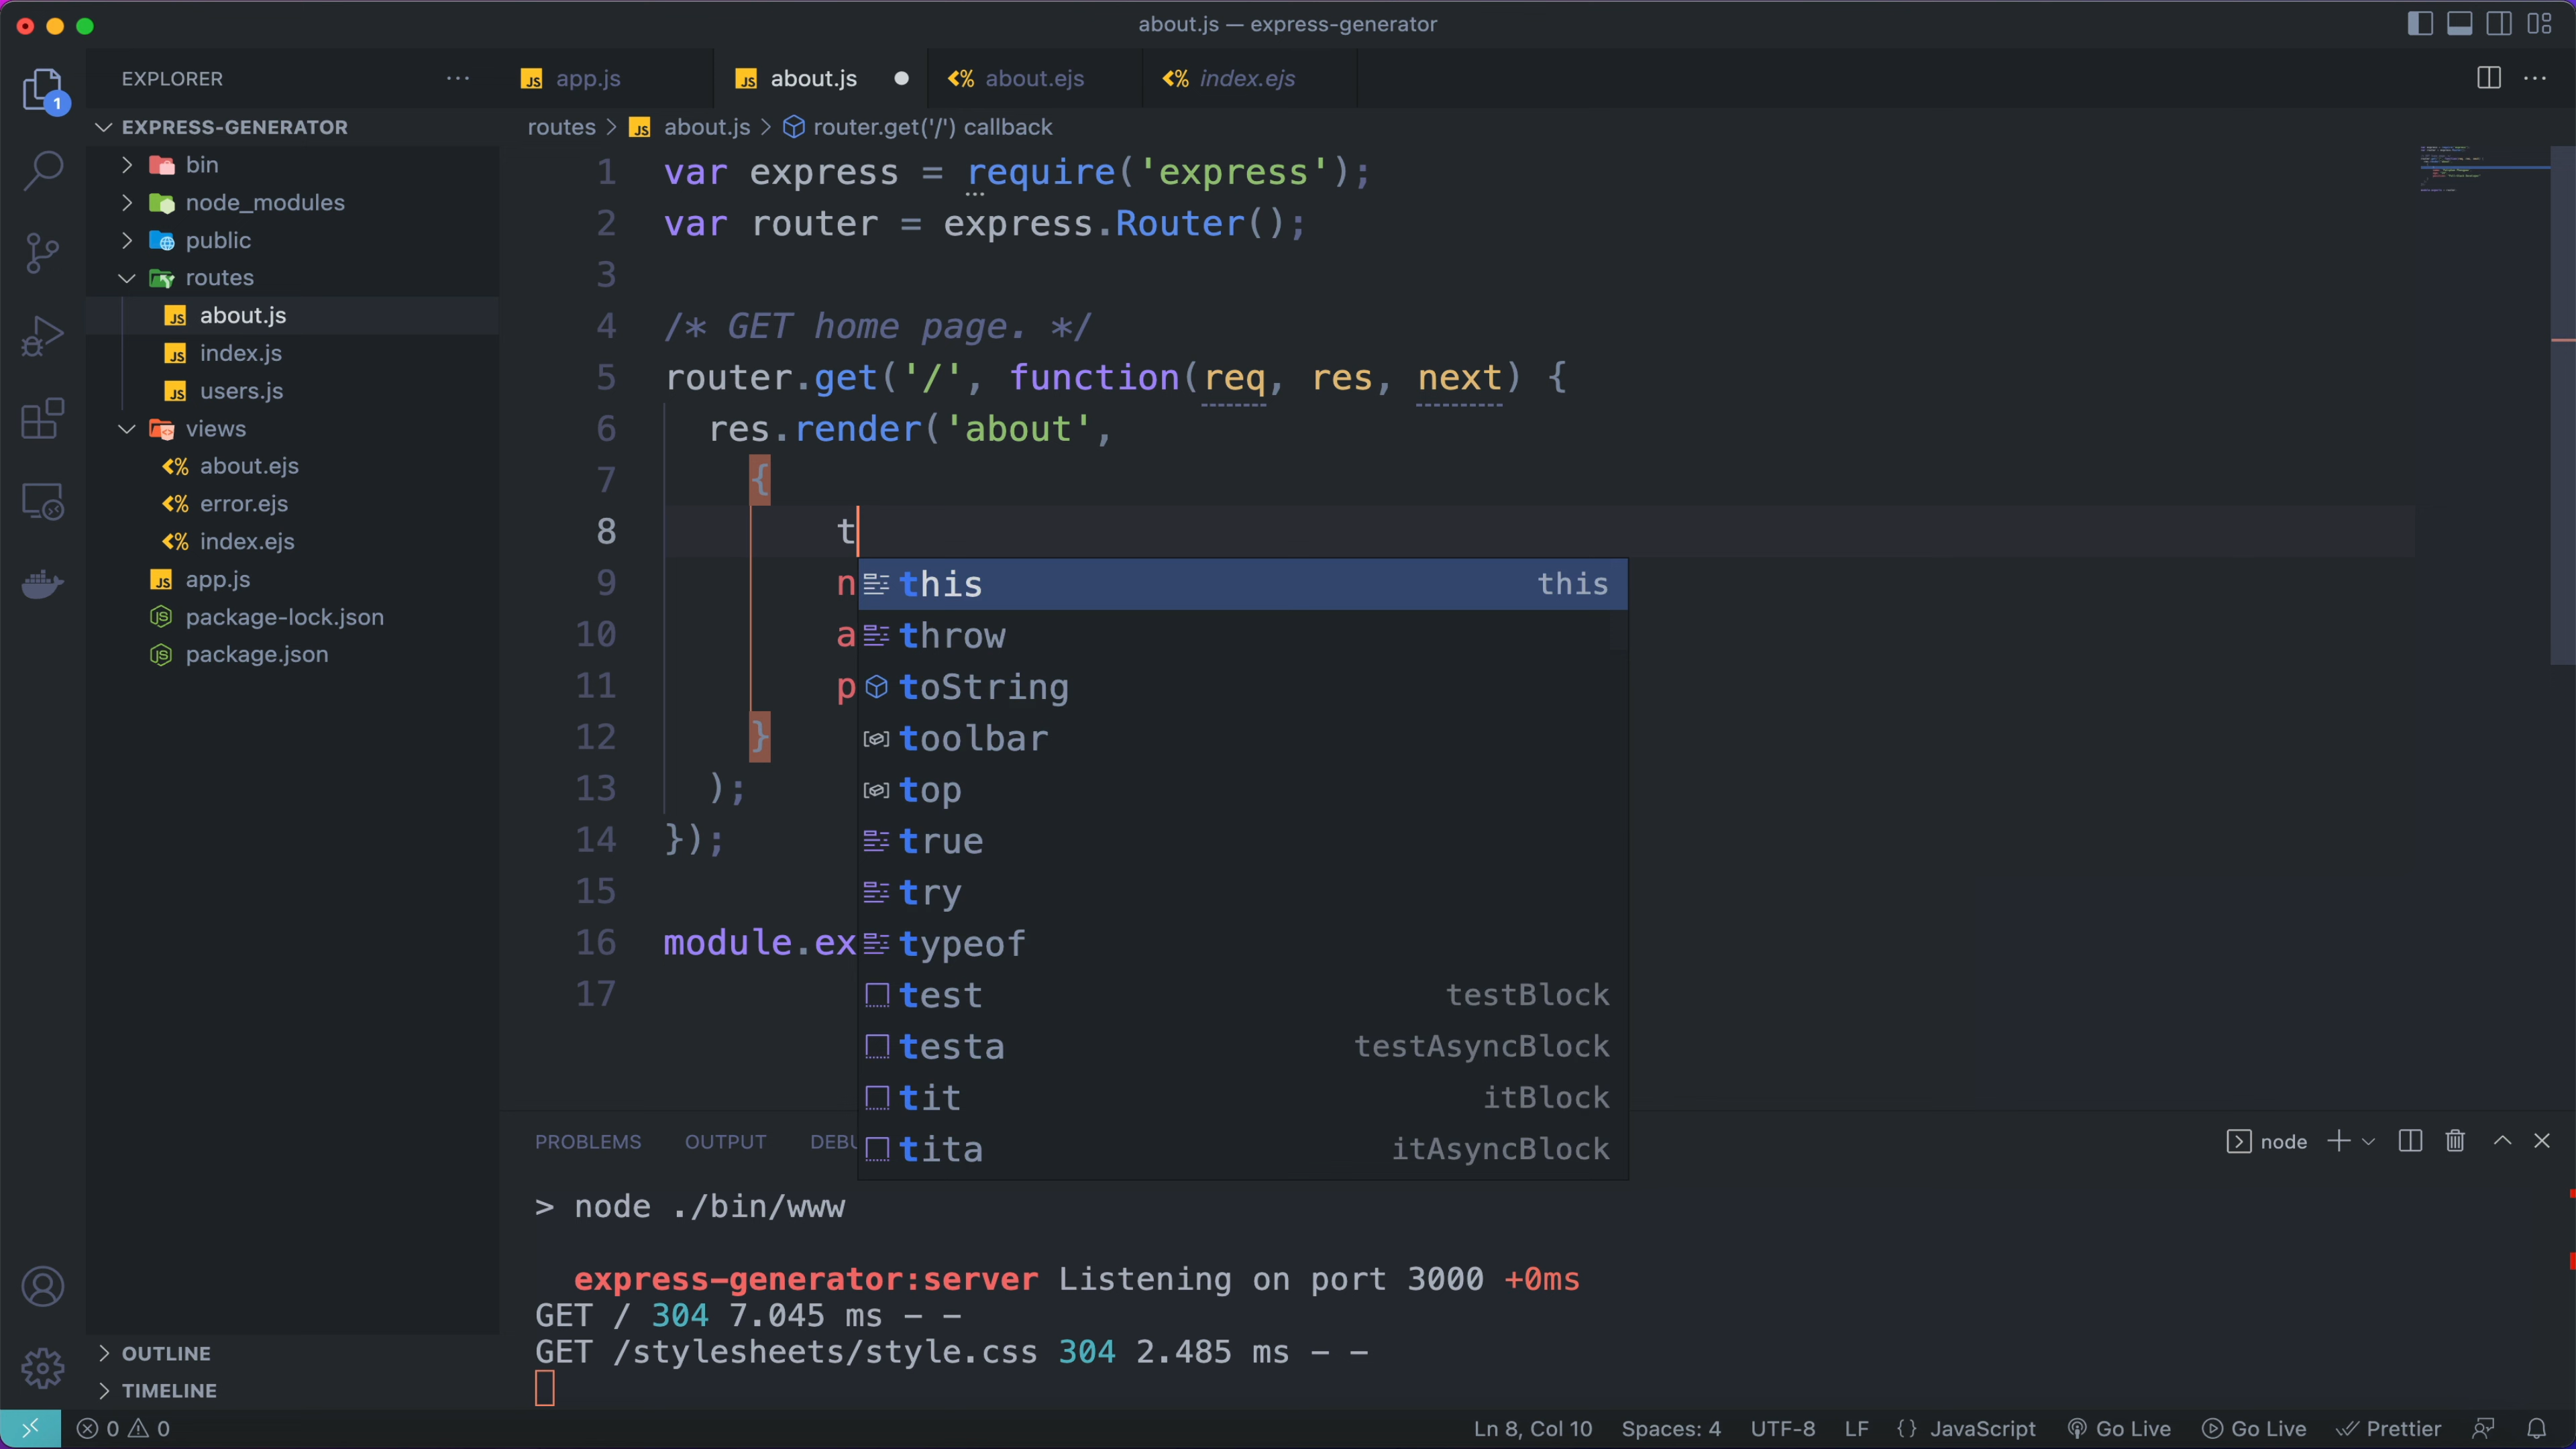 about.js — express-generator
EXPLORER
app.js
about.js
about.ejs
index.ejs
1
EXPRESS-GENERATOR
bin
node_modules
public
routes
about.js
index.js
users.js
views
about.ejs
error.ejs
index.ejs
app.js
package-lock.json
package.json
OUTLINE
TIMELINE
routes > JS about.js > router.get('/') callback
1 var express = require('express');
2 var router = express.Router();
3
4 /* GET home page. */
5 router.get('/', function(req, res, next) {
6 res.render('about',
7 {
8 t
9 n
10 a
11 p
12 }
13 );
14 });
15
16 module.ex
17
this this
throw
toString
toolbar
top
true
try
typeof
test testBlock
testa testAsyncBlock
tit itBlock
tita itAsyncBlock
PROBLEMS OUTPUT DEBU
node
> node ./bin/www
express-generator:server Listening on port 3000 +0ms
GET / 304 7.045 ms - -
GET /stylesheets/style.css 304 2.485 ms - -
0 0
Ln 8, Col 10 Spaces: 4 UTF-8 LF {} JavaScript Go Live Go Live Prettier